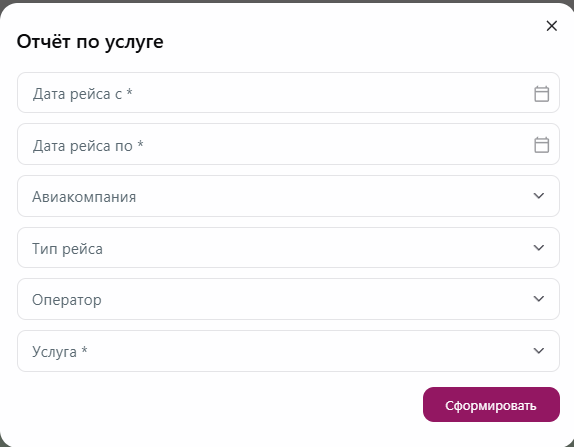 Отчёт по услуге
Дата рейса с *
Дата рейса по *
Авиакомпания
Тип рейса
Оператор
Услуга *
Сформировать